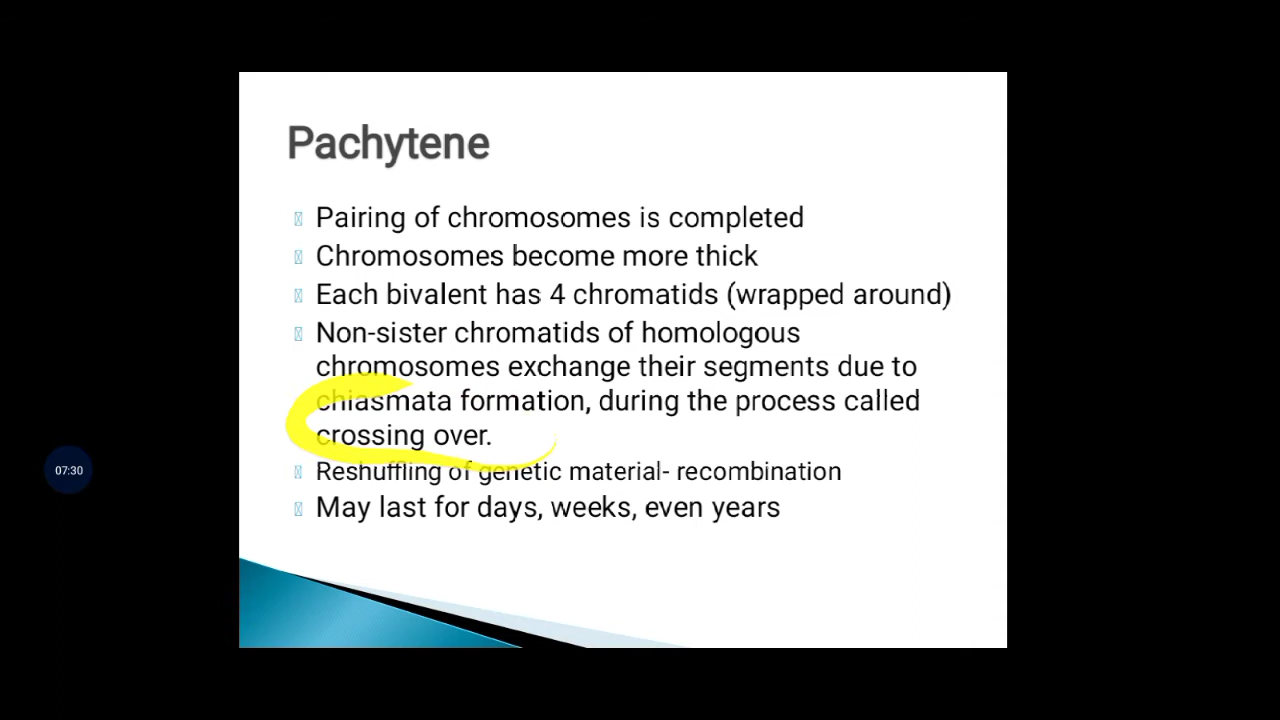 Pachytene
Pairing of chromosomes is completed
Chromosomes become more thick
Each bivalent has 4 chromatids (wrapped around)
Non-sister chromatids of homologous
chromosomes exchange their segments due to
chiasmata formation, during the process called
crossing over.
07:30
Reshuffling of genetic material- recombination
May last for days, weeks, even years